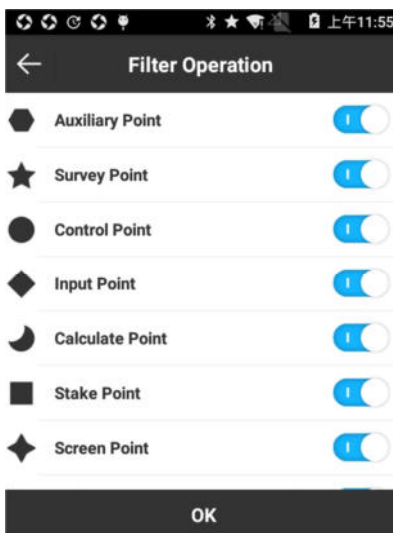 上午11:55
Filter Operation
Auxiliary Point
Survey Point
Control Point
Input Point
Calculate Point
Stake Point
Screen Point
OK